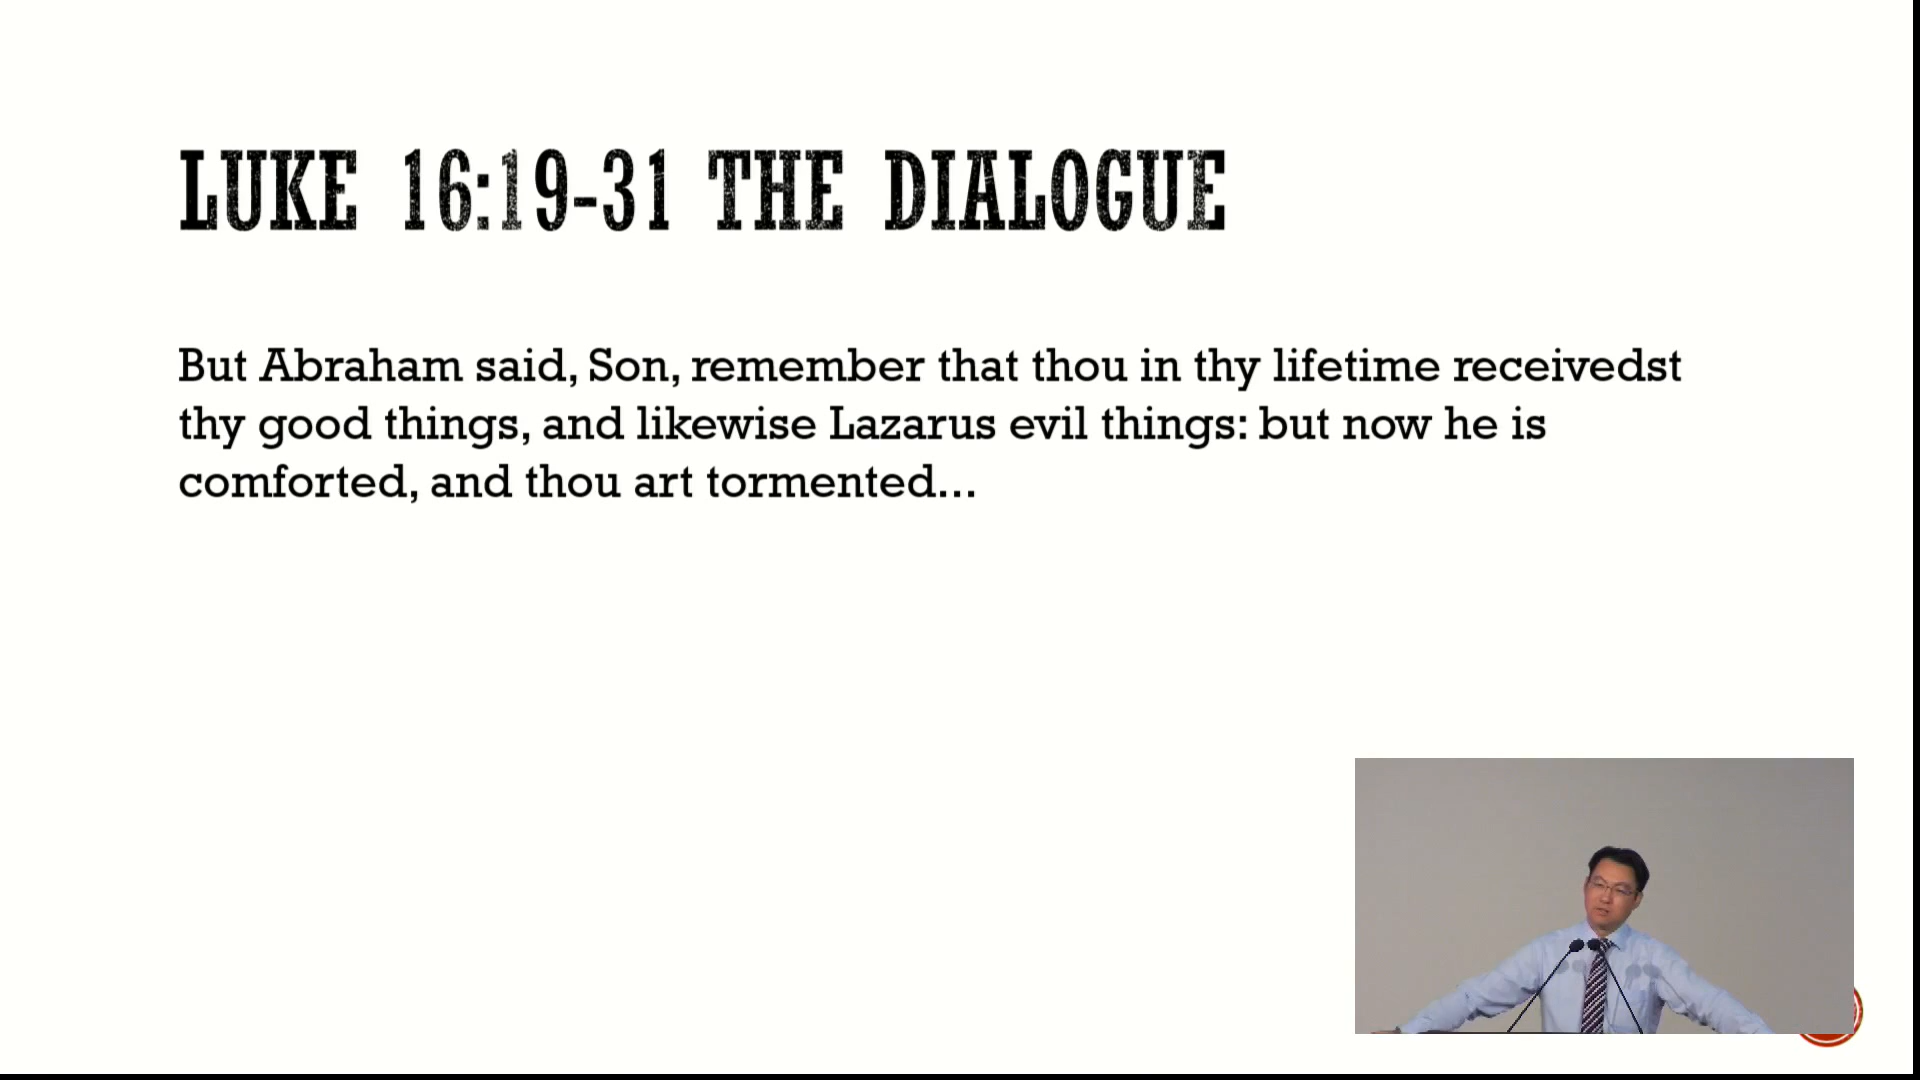 LUKE 16:19-31 THE DIALOGUE
But Abraham said, Son, remember that thou in thy lifetime receivedst
thy good things, and likewise Lazarus evil things: but now he is
comforted, and thou art tormented...